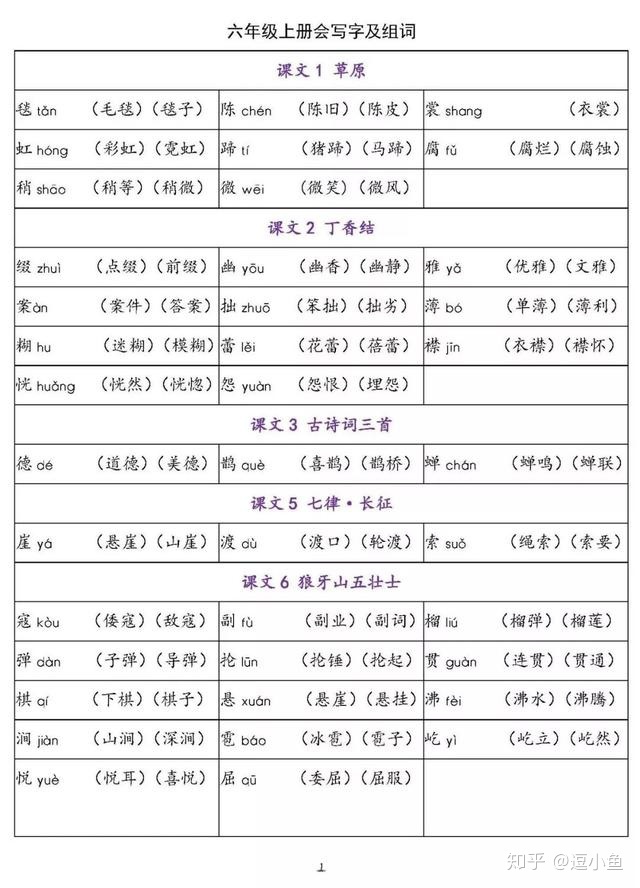 六年级上册会写字及组词
课文1 草原
毯 tǎn （毛毯）（毯子） 陈 chén （陈旧）（陈皮） 裳 shang （衣裳）
虹 hóng （彩虹）（霓虹） 蹄 tí （猪蹄）（马蹄） 腐 fǔ （腐烂）（腐蚀）
稍 shāo （稍等）（稍微） 微 wēi （微笑）（微风）
课文2 丁香结
缀 zhuì （点缀）（前缀） 幽 yōu （幽香）（幽静） 雅 yǎ （优雅）（文雅）
案àn （案件）（答案） 拙 zhuō （笨拙）（拙劣） 薄 bó （单薄）（薄利）
糊 hu （迷糊）（模糊） 蕾 lěi （花蕾）（蓓蕾） 襟 jīn （衣襟）（襟怀）
恍 huǎng （恍然）（恍惚） 怨 yuàn （怨恨）（埋怨）
课文3 古诗词三首
德 dé （道德）（美德） 鹊 què （喜鹊）（鹊桥） 蝉 chán （蝉鸣）（蝉联）
课文5 七律·长征
崖 yá （悬崖）（山崖） 渡 dù （渡口）（轮渡） 索 suǒ （绳索）（索要）
课文6 狼牙山五壮士
寇 kòu （倭寇）（敌寇） 副 fù （副业）（副词） 榴 liú （榴弹）（榴莲）
弹 dàn （子弹）（导弹） 抡 lūn （抡锤）（抡起） 贯 guàn （连贯）（贯通）
棋 qí （下棋）（棋子） 悬 xuán （悬崖）（悬挂） 沸 fèi （沸水）（沸腾）
涧 jiàn （山涧）（深涧） 雹 báo （冰雹）（雹子） 屹 yì （屹立）（屹然）
悦 yuè （悦耳）（喜悦） 屈 qū （委屈）（屈服）
1
知乎 @逗小鱼